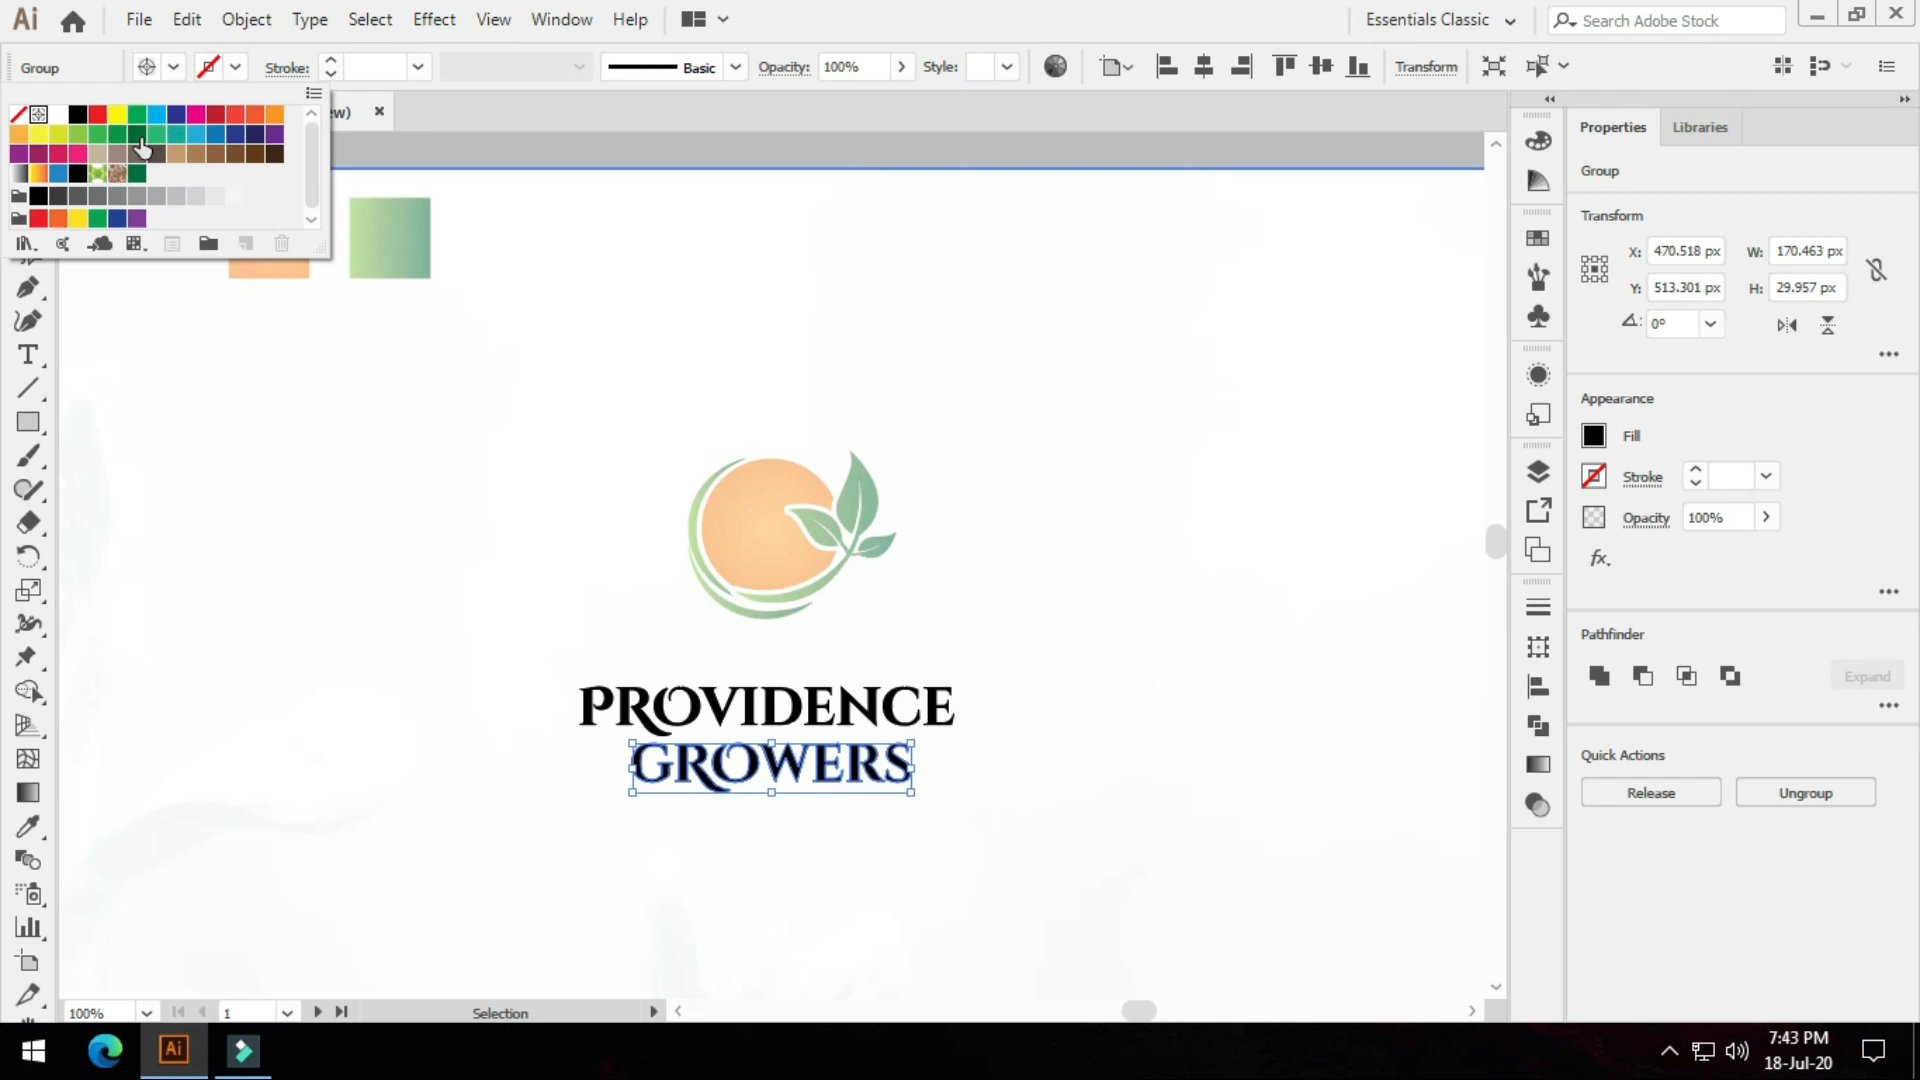 Ai File Edit Object Type Select Effect View Window Help Essentials Classic Search Adobe Stock
Group Stroke: Basic Opacity: 100% Style: Transform
w)
Properties Libraries
Group
Transform
X: 470.518 px W: 170.463 px
Y: 513.301 px H: 29.957 px
0°
Appearance
Fill
Stroke
Opacity 100%
fx.
Pathfinder
Expand
Quick Actions
Release Ungroup
PROVIDENCE
GROWERS
100% 1 Selection
Ai
7:43 PM
18-Jul-20